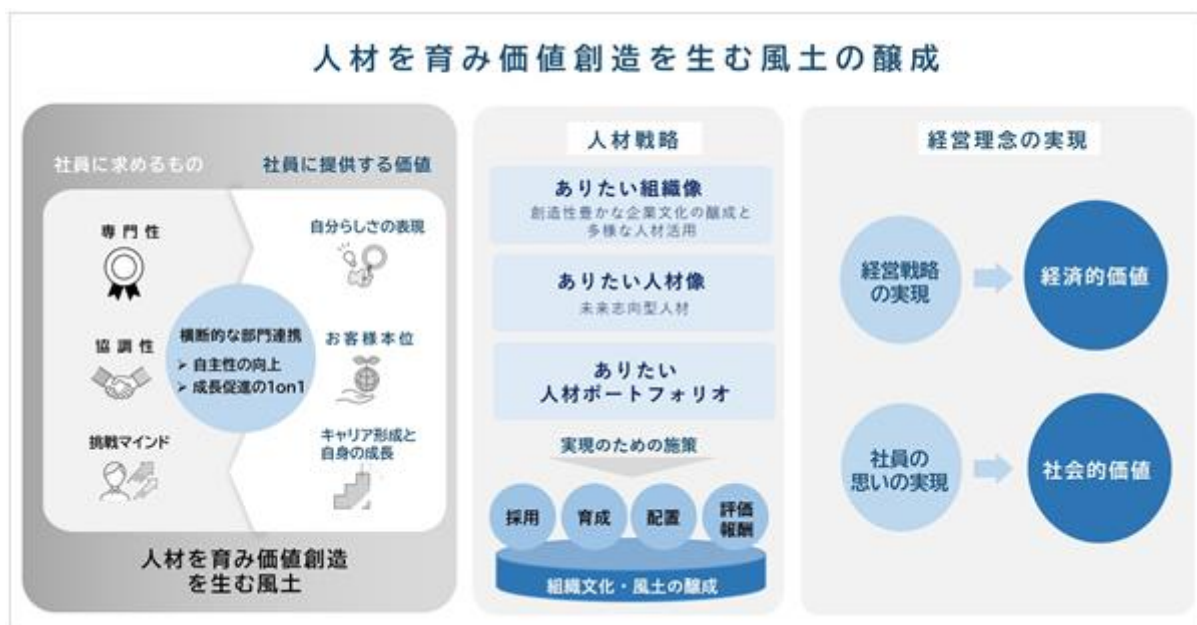 人材を育み価値創造を生む風土の醸成
社員に求めるもの
社員に提供する価値
専門性
協調性
挑戦マインド
横断的な部門連携
➤ 自主性の向上
➤ 成長促進の1on1
自分らしさの表現
お客様本位
キャリア形成と
自身の成長
人材を育み価値創造
を生む風土
人材戦略
ありたい組織像
創造性豊かな企業文化の醸成と
多様な人材活用
ありたい人材像
未来志向型人材
ありたい
人材ポートフォリオ
実現のための施策
採用
育成
配置
評価
報酬
組織文化・風土の醸成
経営理念の実現
経営戦略
の実現
経済的価値
社員の
思いの実現
社会的価値